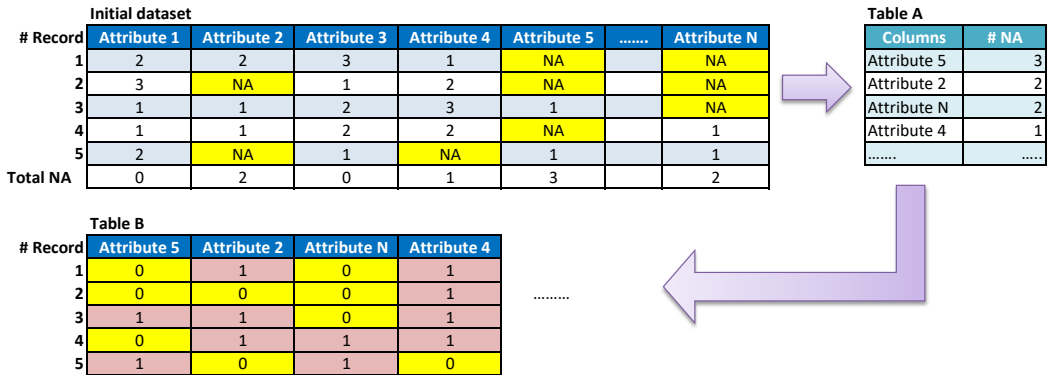 Initial dataset
# Record Attribute 1 Attribute 2 Attribute 3 Attribute 4 Attribute 5 ....... Attribute N
1 2 2 3 1 NA NA
2 3 NA 1 2 NA NA
3 1 1 2 3 1 NA
4 1 1 2 2 NA 1
5 2 NA 1 NA 1 1
Total NA 0 2 0 1 3 2
Table A
Columns # NA
Attribute 5 3
Attribute 2 2
Attribute N 2
Attribute 4 1
....... .....
Table B
# Record Attribute 5 Attribute 2 Attribute N Attribute 4
1 0 1 0 1
2 0 0 0 1
3 1 1 0 1
4 0 1 1 1
5 1 0 1 0
.........